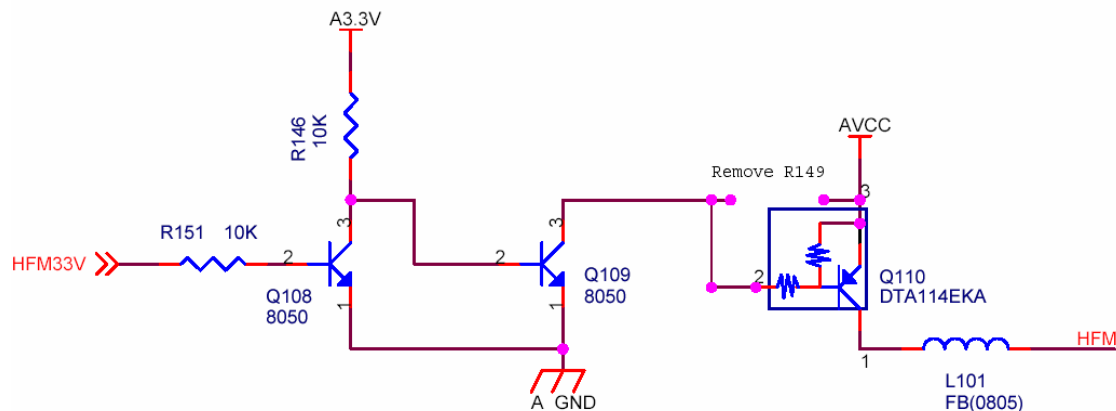 A3.3V
R146
10K
AVCC
Remove R149
3
3
3
R151 10K
HFM33V
2
2
2
Q108
8050
Q109
8050
Q110
DTA114EKA
1
1
1
HFM
L101
FB(0805)
A GND